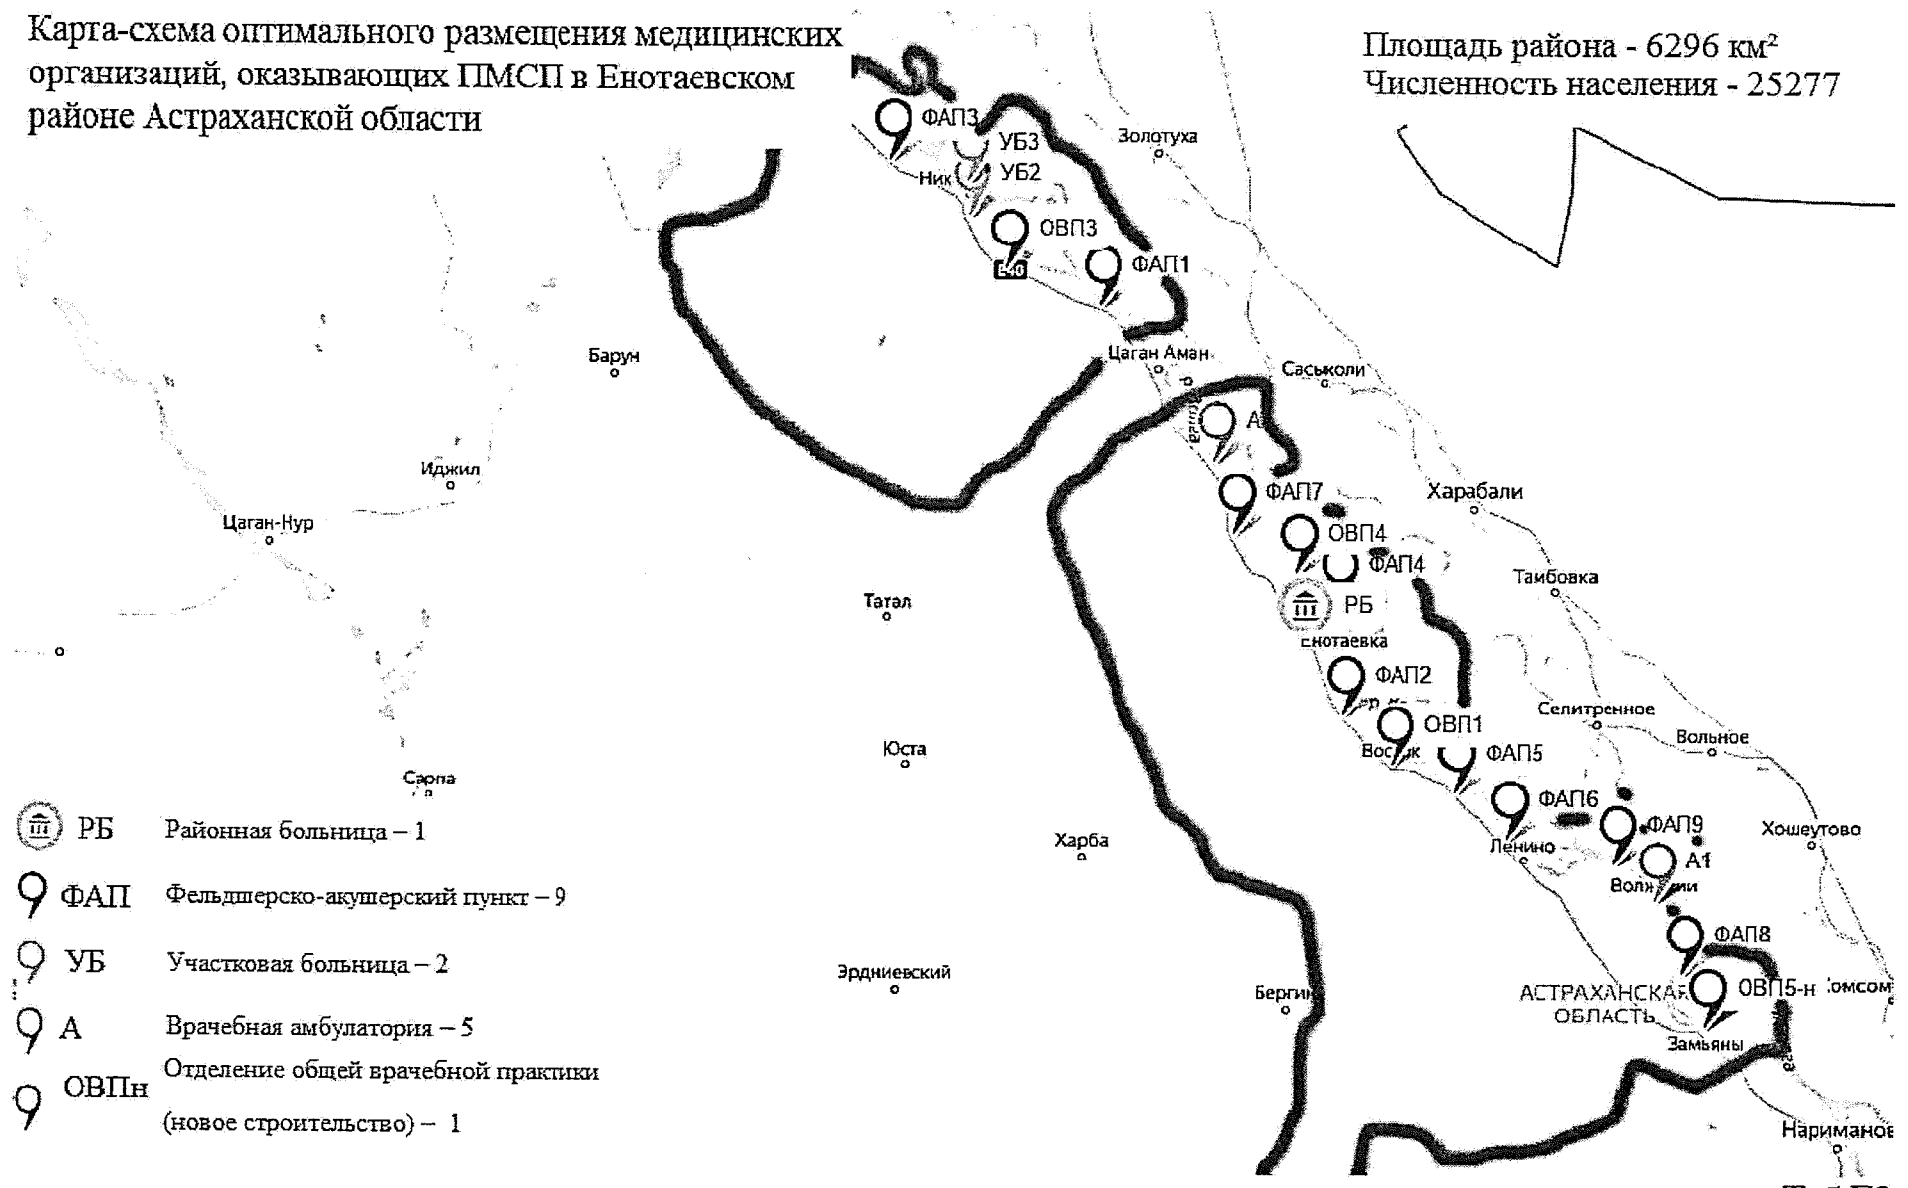 Карта-схема оптимального размещения медицинских
организаций, оказывающих ПМСП в Енотаевском
районе Астраханской области
Площадь района - 6296 км²
Численность населения - 25277
ФАП3
УБ3
УБ2
Ник
Золотуха
ОВП3
ФАП1
Цаган Аман
Барун
Сасыколи
А
Иджил
ФАП7
Харабали
Цаган-Нур
ОВП4
ФАП4
Тамбовка
Татал
РБ
Енотаевка
ФАП2
Селитренное
ОВП1
Вольное
Юста
ФАП5
Сарпа
ФАП6
ФАП9
Хошеутово
Харба
Ленино
А1
ФАП8
Эрдниевский
Бергин
АСТРАХАНСКАЯ
ОБЛАСТЬ
ОВП5-н
омсом
Замьяны
Нариманов
РБ Районная больница – 1
ФАП Фельдшерско-акушерский пункт – 9
УБ Участковая больница – 2
А Врачебная амбулатория – 5
ОВПн Отделение общей врачебной практики
(новое строительство) – 1